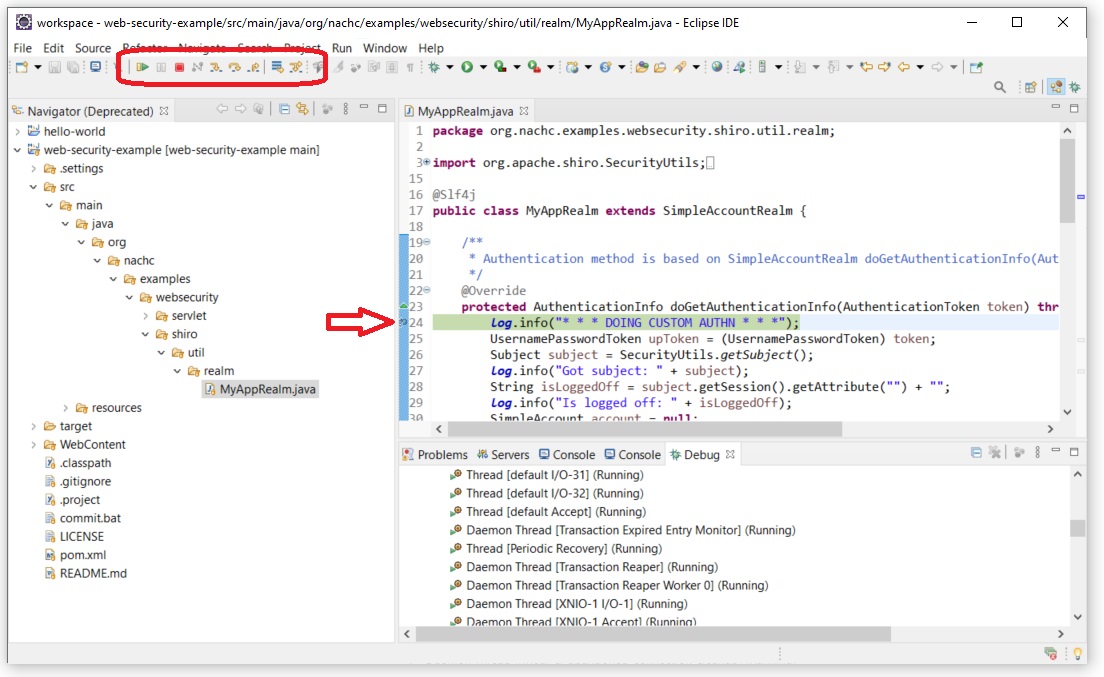 workspace - web-security-example/src/main/java/org/nachc/examples/websecurity/shiro/util/realm/MyAppRealm.java - Eclipse IDE
File Edit Source Refactor Navigate Search Project Run Window Help
Navigator (Deprecated)
hello-world
web-security-example [web-security-example main]
.settings
src
main
java
org
nachc
examples
websecurity
servlet
shiro
util
realm
MyAppRealm.java
resources
target
WebContent
.classpath
.gitignore
.project
commit.bat
LICENSE
pom.xml
README.md
MyAppRealm.java
1 package org.nachc.examples.websecurity.shiro.util.realm;
2
3 import org.apache.shiro.SecurityUtils;
15
16 @Slf4j
17 public class MyAppRealm extends SimpleAccountRealm {
18
19 /**
20 * Authentication method is based on SimpleAccountRealm doGetAuthenticationInfo(Aut
21 */
22 @Override
23 protected AuthenticationInfo doGetAuthenticationInfo(AuthenticationToken token) thr
24 log.info("* * * DOING CUSTOM AUTHN * * *");
25 UsernamePasswordToken upToken = (UsernamePasswordToken) token;
26 Subject subject = SecurityUtils.getSubject();
27 log.info("Got subject: " + subject);
28 String isLoggedOff = subject.getSession().getAttribute("") + "";
29 log.info("Is logged off: " + isLoggedOff);
30 SimpleAccount account = null;
Problems Servers Console Console Debug
Thread [default I/O-31] (Running)
Thread [default I/O-32] (Running)
Thread [default Accept] (Running)
Daemon Thread [Transaction Expired Entry Monitor] (Running)
Thread [Periodic Recovery] (Running)
Daemon Thread [Transaction Reaper] (Running)
Daemon Thread [Transaction Reaper Worker 0] (Running)
Daemon Thread [XNIO-1 I/O-1] (Running)
Daemon Thread [XNIO-1 Accept] (Running)